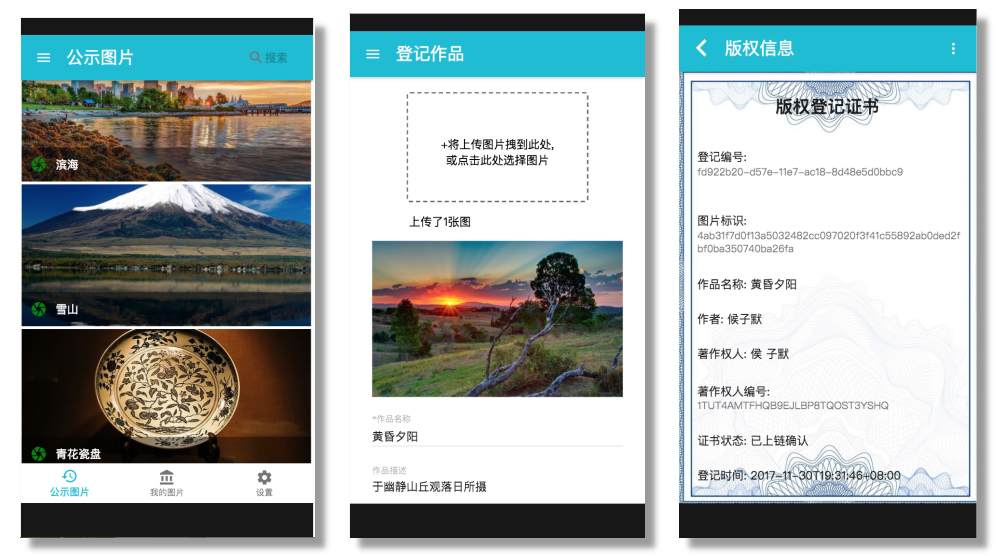 公示图片
搜索
滨海
雪山
青花瓷盘
公示图片
我的图片
设置
登记作品
+将上传图片拽到此处,
或点击此处选择图片
上传了1张图
*作品名称
黄昏夕阳
作品描述
于幽静山丘观落日所摄
版权信息
版权登记证书
登记编号:
fd922b20-d57e-11e7-ac18-8d48e5d0bbc9
图片标识:
4ab31f7d0f13a5032482cc097020f3f41c55892ab0ded2f
bf0ba350740ba26fa
作品名称: 黄昏夕阳
作者: 侯子默
著作权人: 侯 子默
著作权人编号:
1TUT4AMTFHQB9EJLBP8TQOST3YSHQ
证书状态: 已上链确认
登记时间: 2017-11-30T19:31:46+08:00